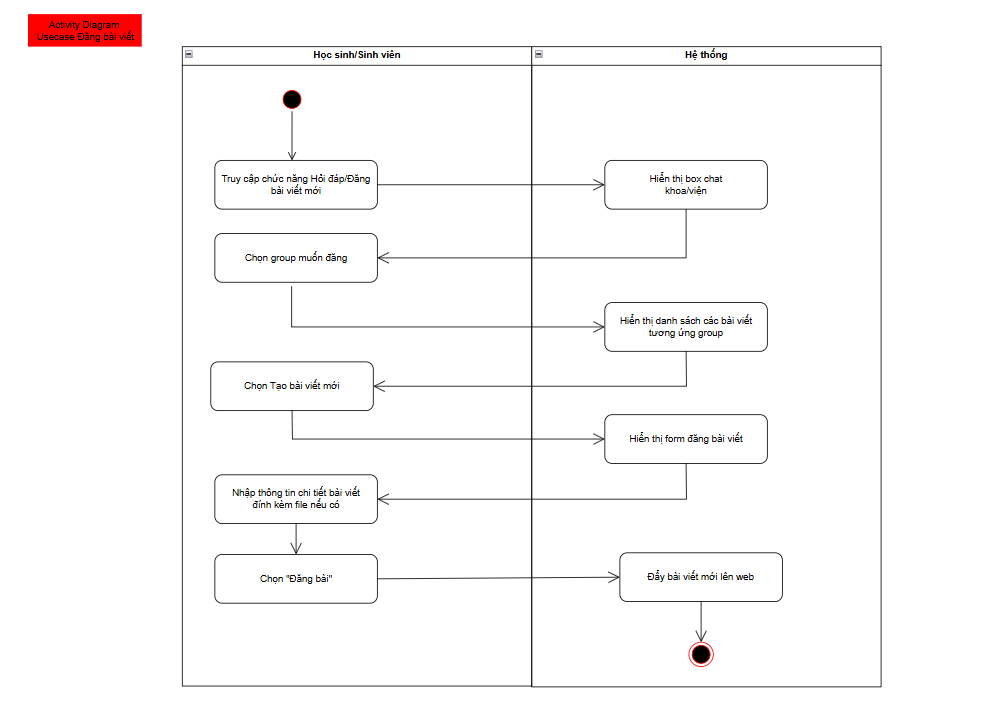 Activity Diagram
Usecase Đăng bài viết
Học sinh/Sinh viên
Hệ thống
Truy cập chức năng Hỏi đáp/Đăng
bài viết mới
Hiển thị box chat
khoa/viện
Chọn group muốn đăng
Hiển thị danh sách các bài viết
tương ứng group
Chọn Tạo bài viết mới
Hiển thị form đăng bài viết
Nhập thông tin chi tiết bài viết
đính kèm file nếu có
Chọn "Đăng bài"
Đẩy bài viết mới lên web